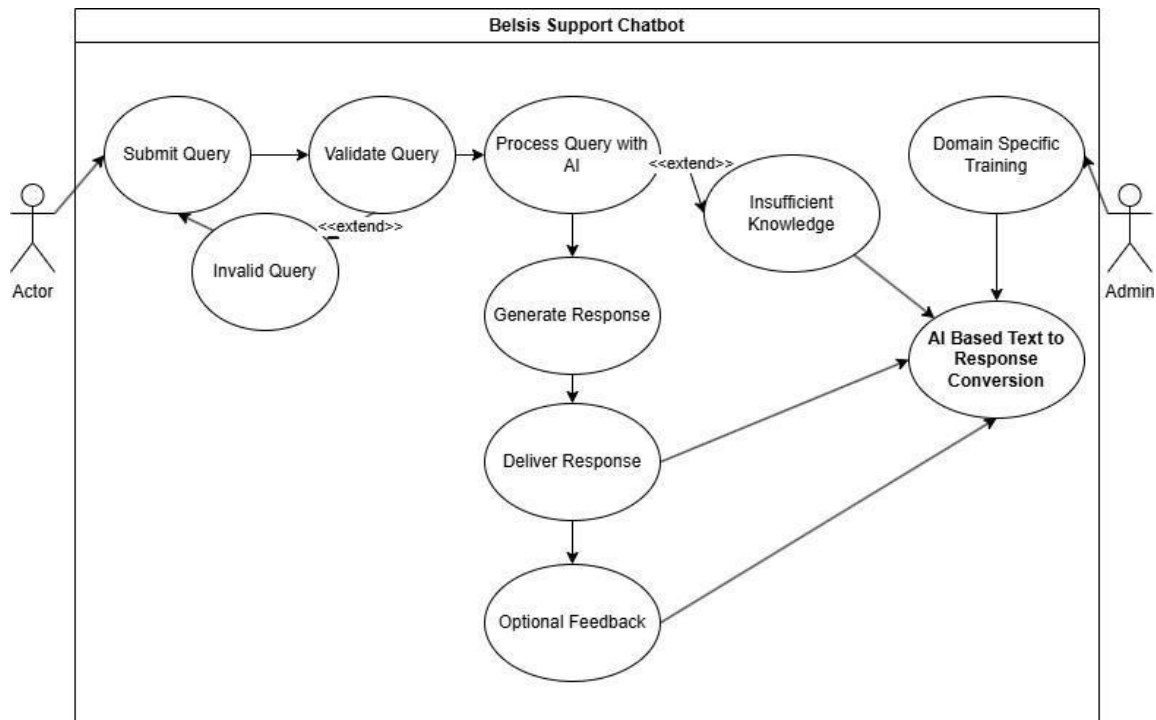 Belsis Support Chatbot
Submit Query
Validate Query
Process Query with
AI
<<extend>>
Domain Specific
Training
Insufficient
Knowledge
<<extend>>
Invalid Query
Actor
Admin
Generate Response
AI Based Text to
Response
Conversion
Deliver Response
Optional Feedback